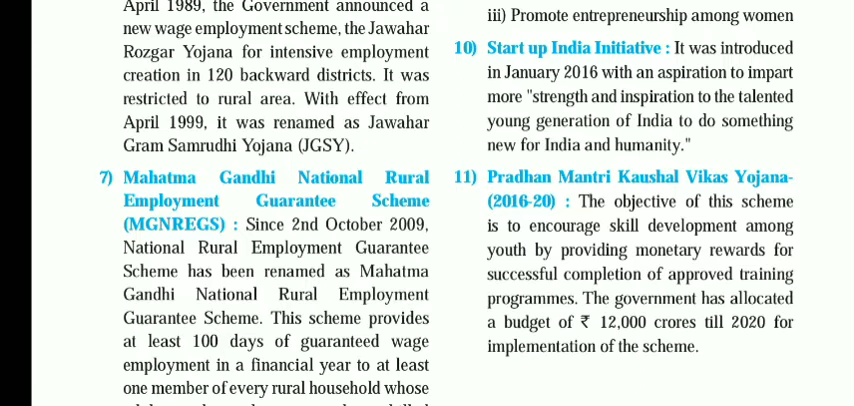 April 1989, the Government announced a
new wage employment scheme, the Jawahar
Rozgar Yojana for intensive employment
creation in 120 backward districts. It was
restricted to rural area. With effect from
April 1999, it was renamed as Jawahar
Gram Samrudhi Yojana (JGSY).
7) Mahatma Gandhi National Rural
Employment Guarantee Scheme
(MGNREGS) : Since 2nd October 2009,
National Rural Employment Guarantee
Scheme has been renamed as Mahatma
Gandhi National Rural Employment
Guarantee Scheme. This scheme provides
at least 100 days of guaranteed wage
employment in a financial year to at least
one member of every rural household whose
iii) Promote entrepreneurship among women
10) Start up India Initiative : It was introduced
in January 2016 with an aspiration to impart
more "strength and inspiration to the talented
young generation of India to do something
new for India and humanity."
11) Pradhan Mantri Kaushal Vikas Yojana-
(2016-20) : The objective of this scheme
is to encourage skill development among
youth by providing monetary rewards for
successful completion of approved training
programmes. The government has allocated
a budget of ₹ 12,000 crores till 2020 for
implementation of the scheme.